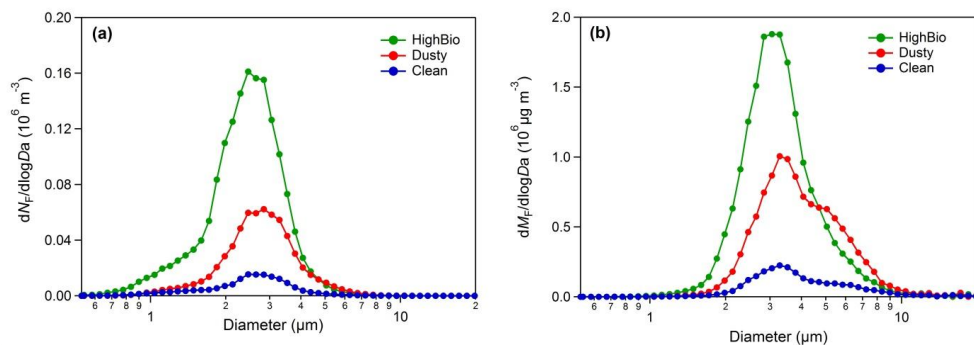 (a)
HighBio
Dusty
Clean
dN_F/dlogDa (10⁶ m⁻³)
0.20
0.16
0.12
0.08
0.04
0.00
6 7 8 9 1 2 3 4 5 6 7 8 9 10 2
Diameter (µm)
(b)
HighBio
Dusty
Clean
dM_F/dlogDa (10⁶ µg m⁻³)
2.0
1.5
1.0
0.5
0.0
6 7 8 9 1 2 3 4 5 6 7 8 9 10
Diameter (µm)